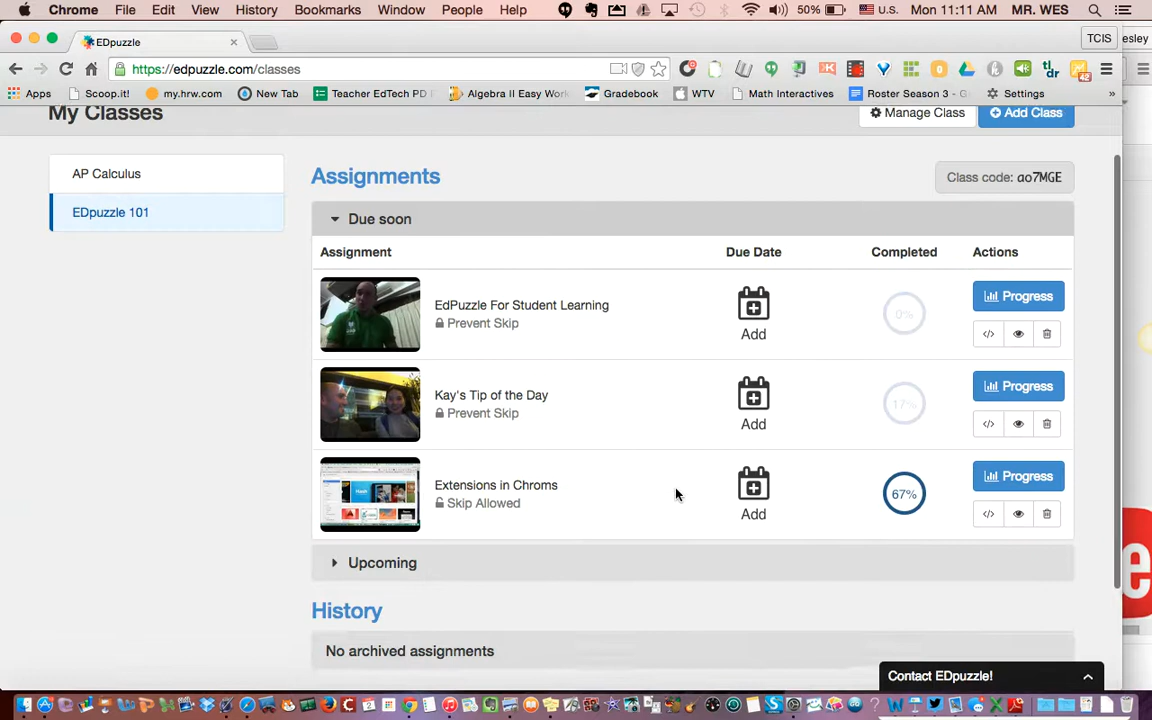 Chrome File Edit View History Bookmarks Window People Help 50% U.S. Mon 11:11 AM MR. WES
EDpuzzle TCIS esley
https://edpuzzle.com/classes 42
Apps Scoop.it! my.hrw.com New Tab Teacher EdTech PD Algebra II Easy Wor Gradebook WTV Math Interactives Roster Season 3 - G Settings »
My Classes Manage Class Add Class
AP Calculus
EDpuzzle 101
Assignments Class code: ao7MGE
Due soon
Assignment Due Date Completed Actions
EdPuzzle For Student Learning
Prevent Skip
Add
0%
Progress
Kay's Tip of the Day
Prevent Skip
Add
17%
Progress
Extensions in Chroms
Skip Allowed
Add
67%
Progress
Upcoming
History
No archived assignments
Contact EDpuzzle!